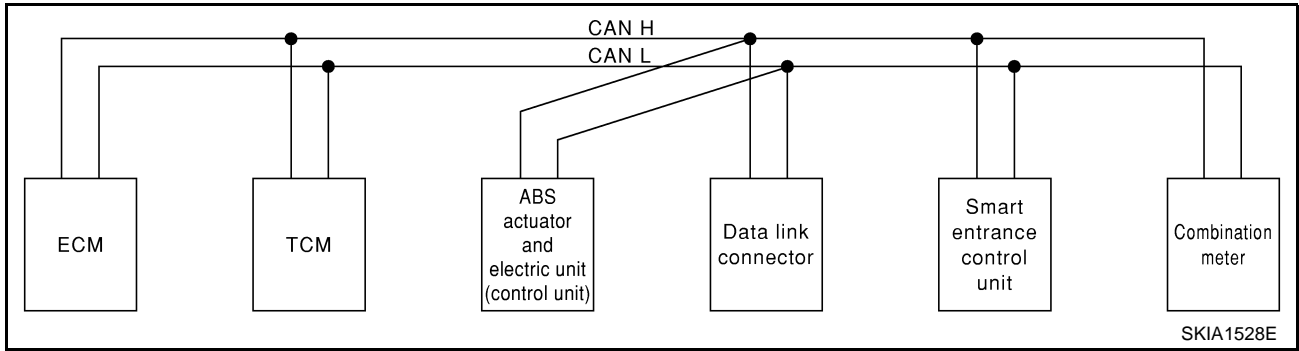 CAN H
CAN L
ECM
TCM
ABS
actuator
and
electric unit
(control unit)
Data link
connector
Smart
entrance
control
unit
Combination
meter
SKIA1528E